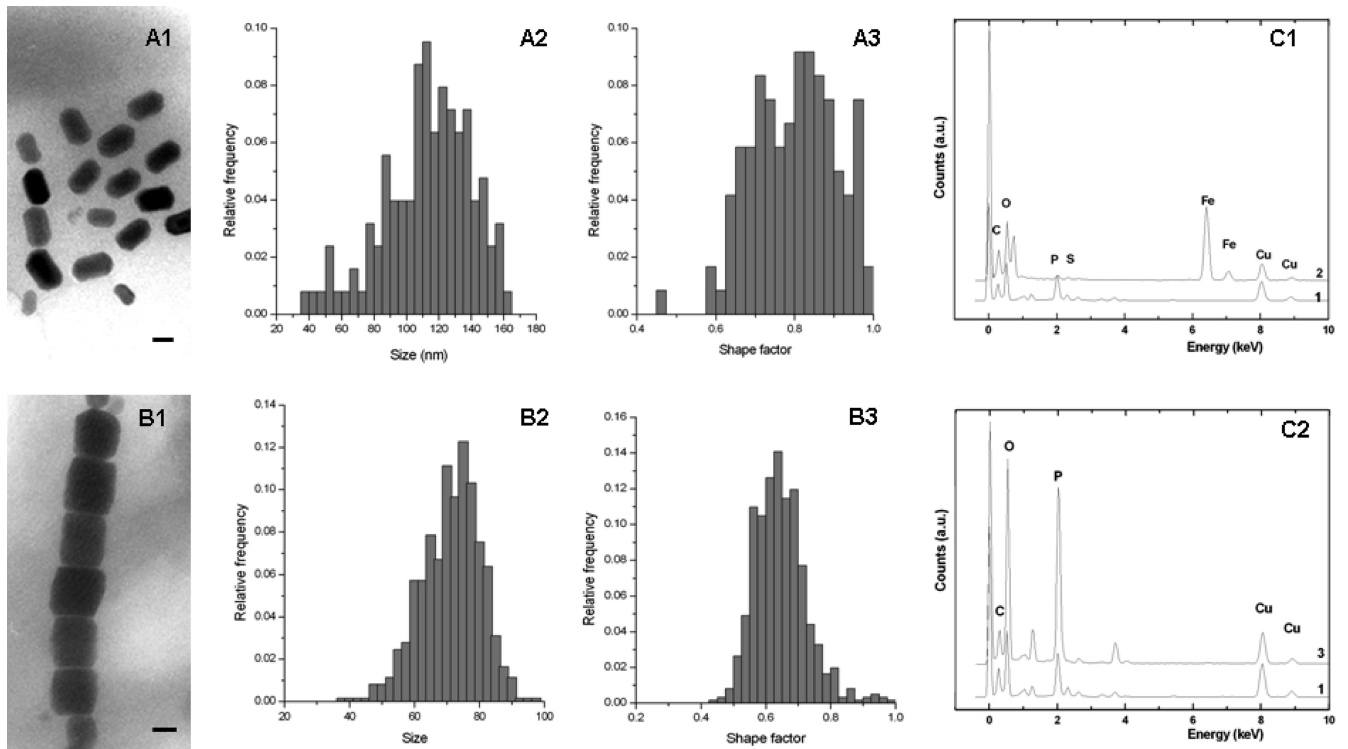 A1
A2
0.10
0.08
0.06
0.04
0.02
0.00
Relative frequency
20 40 60 80 100 120 140 160 180
Size (nm)
A3
0.10
0.08
0.06
0.04
0.02
0.00
Relative frequency
0.4 0.6 0.8 1.0
Shape factor
C1
Counts (a.u.)
C O P S Fe Fe Cu Cu
2
1
0 2 4 6 8 10
Energy (keV)
B1
B2
0.14
0.12
0.10
0.08
0.06
0.04
0.02
0.00
Relative frequency
20 40 60 80 100
Size
B3
0.16
0.14
0.12
0.10
0.08
0.06
0.04
0.02
0.00
Relative frequency
0.2 0.4 0.6 0.8 1.0
Shape factor
C2
Counts (a.u.)
C O P Cu Cu
3
1
0 2 4 6 8 10
Energy (keV)